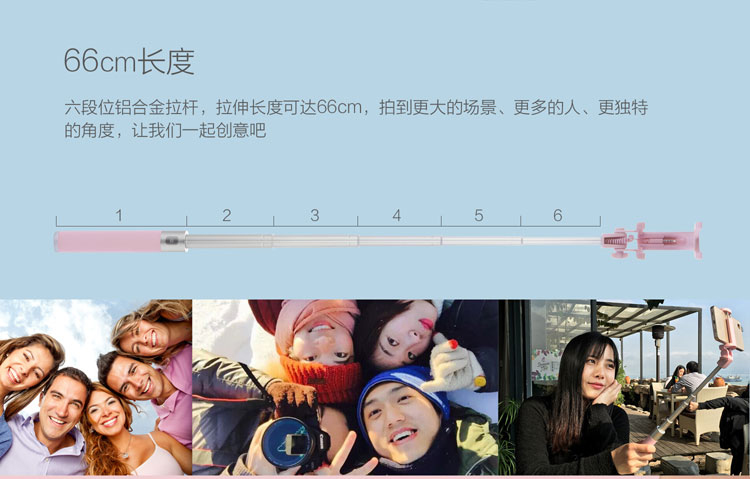 66cm长度
六段位铝合金拉杆，拉伸长度可达66cm，拍到更大的场景、更多的人、更独特
的角度，让我们一起创意吧
1 2 3 4 5 6